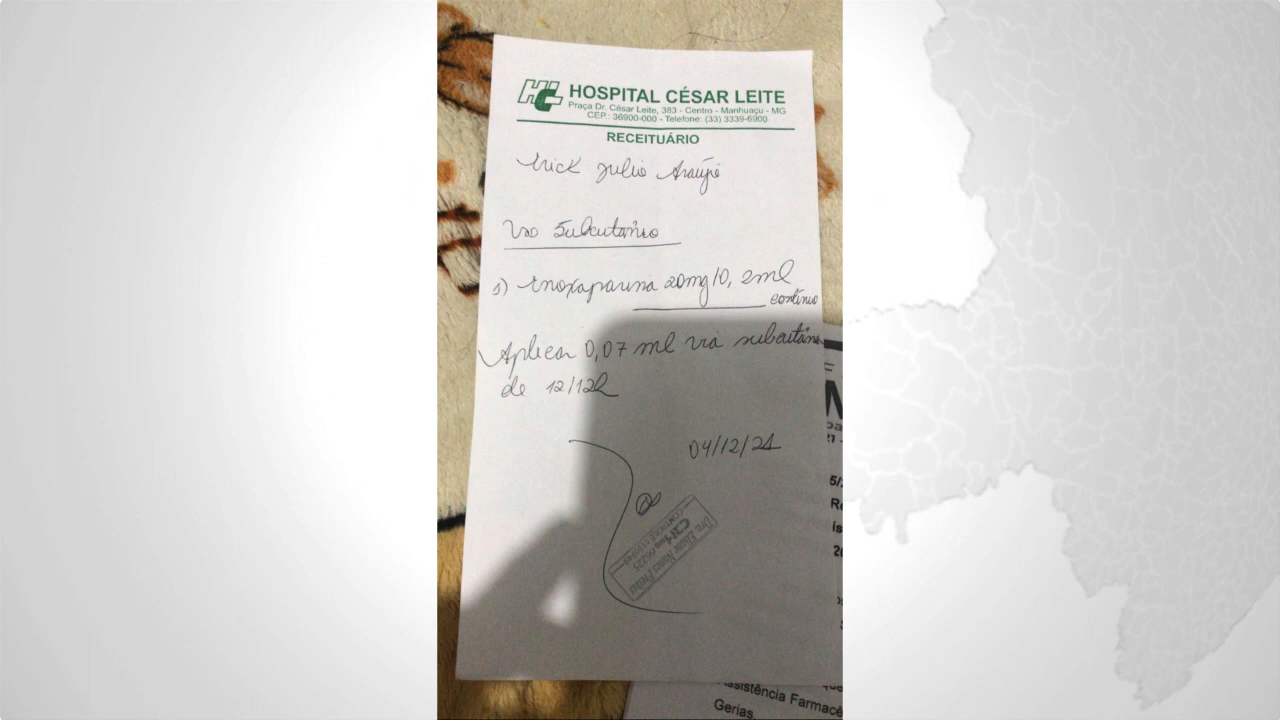 HOSPITAL CÉSAR LEITE
Praça Dr. César Leite, 383 - Centro - Manhuaçu - MG
CEP.: 36900-000 - Telefone: (33) 3339-6900
RECEITUÁRIO
Erick Julio Araújo
Uso Subcutâneo
1) Enoxaparina 20mg/0,2ml
contínuo
Aplicar 0,07 ml via subcutânea
de 12/12h
04/12/21
Assistência Farmacê
Gerias